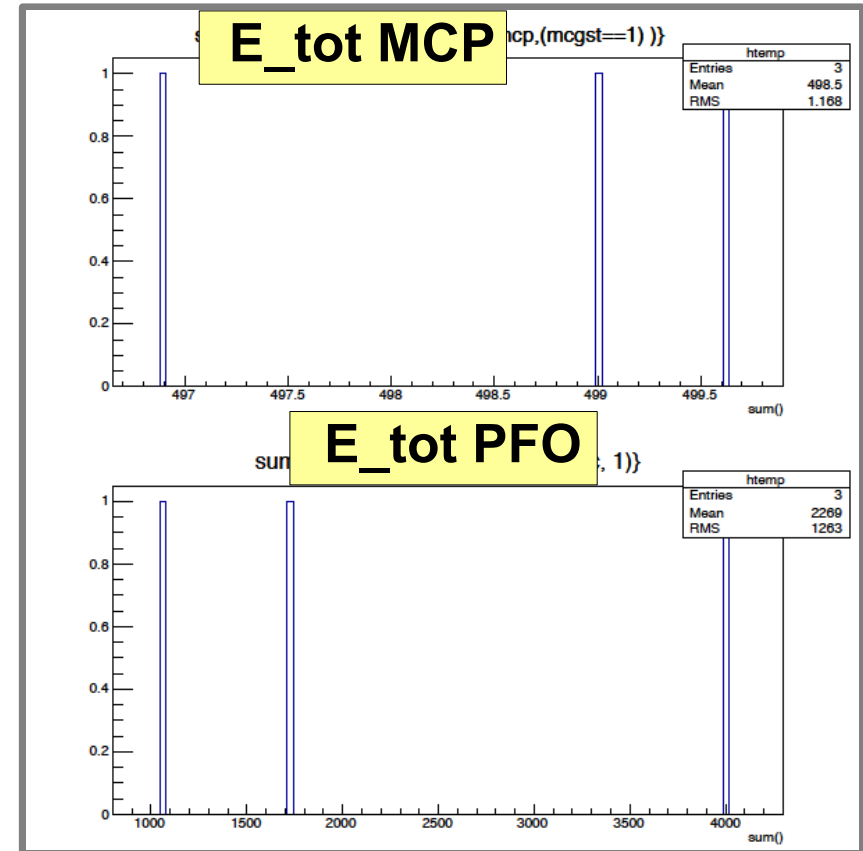 E_tot MCP
mcp,(mcgst==1) )}
htemp
Entries 3
Mean 498.5
RMS 1.168
1
0.8
0.6
0.4
0.2
0
497 497.5 498 498.5 499 499.5
sum()
E_tot PFO
sum
, 1)}
htemp
Entries 3
Mean 2269
RMS 1263
1
0.8
0.6
0.4
0.2
0
1000 1500 2000 2500 3000 3500 4000
sum()